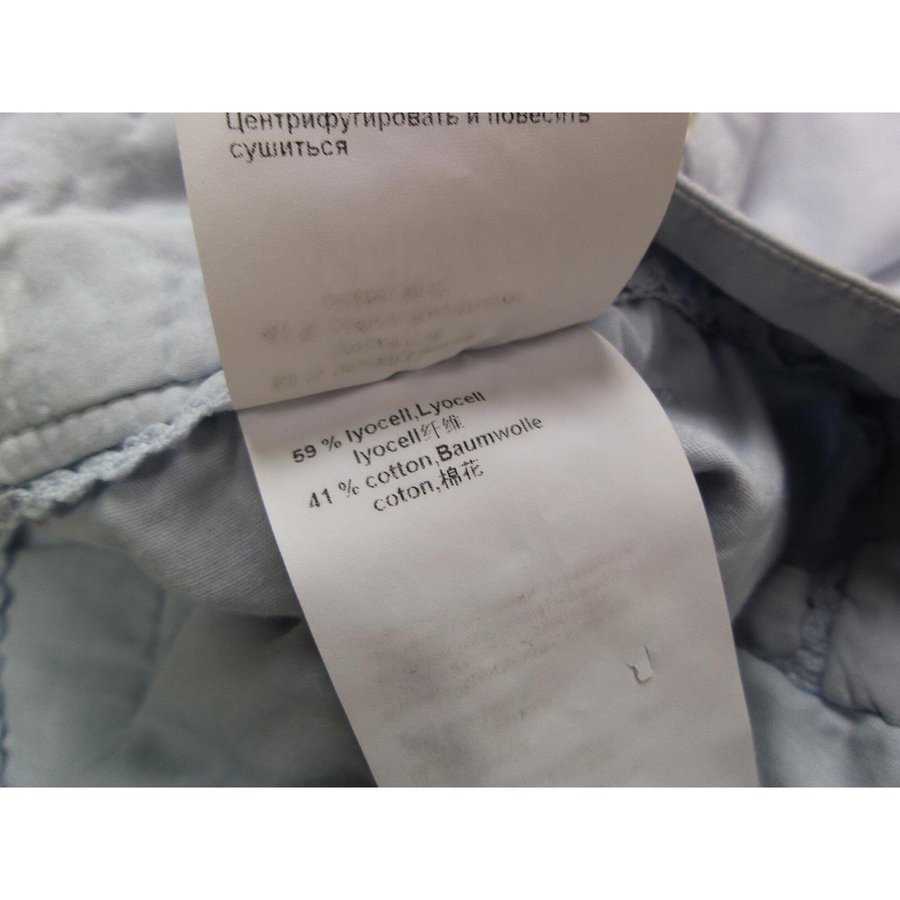 Центрифугировать и повесить
сушиться
59 % lyocell,Lyocell
lyocell纤维
41 % cotton,Baumwolle
coton,棉花